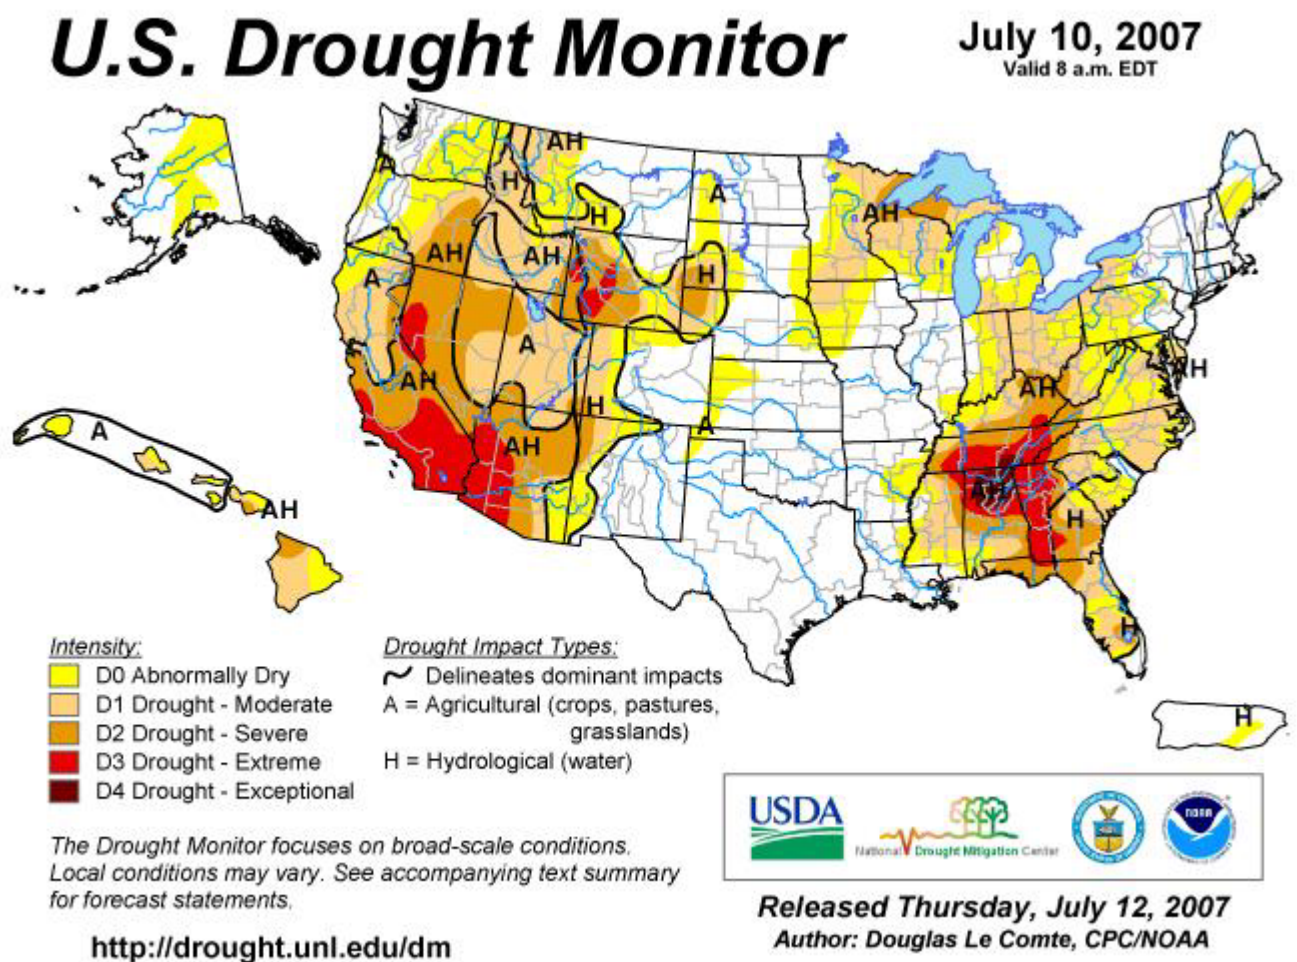 U.S. Drought Monitor
July 10, 2007
Valid 8 a.m. EDT
AH
H
A
A
H
AH
AH
AH
H
A
A
AH
A
AH
H
AH
A
AH
AH
H
A
AH
H
H
Intensity:
D0 Abnormally Dry
D1 Drought - Moderate
D2 Drought - Severe
D3 Drought - Extreme
D4 Drought - Exceptional
Drought Impact Types:
Delineates dominant impacts
A = Agricultural (crops, pastures,
grasslands)
H = Hydrological (water)
The Drought Monitor focuses on broad-scale conditions.
Local conditions may vary. See accompanying text summary
for forecast statements.
http://drought.unl.edu/dm
USDA
National Drought Mitigation Center
NOAA
Released Thursday, July 12, 2007
Author: Douglas Le Comte, CPC/NOAA